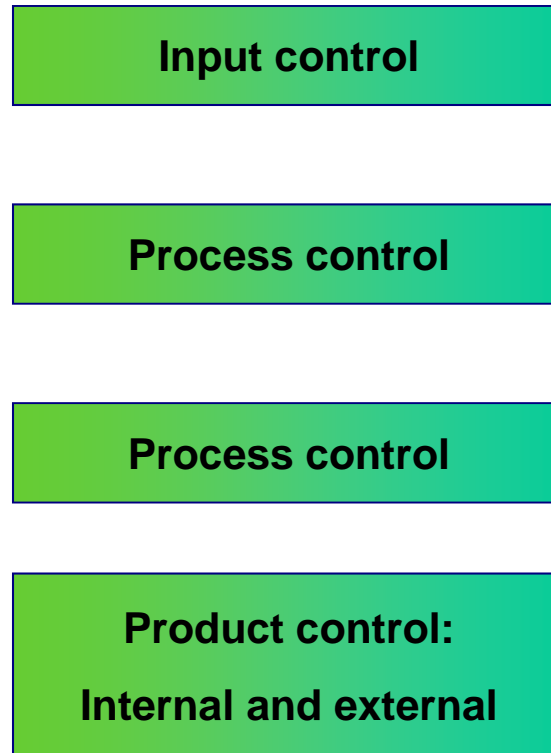 Input control
Process control
Process control
Product control:
Internal and external